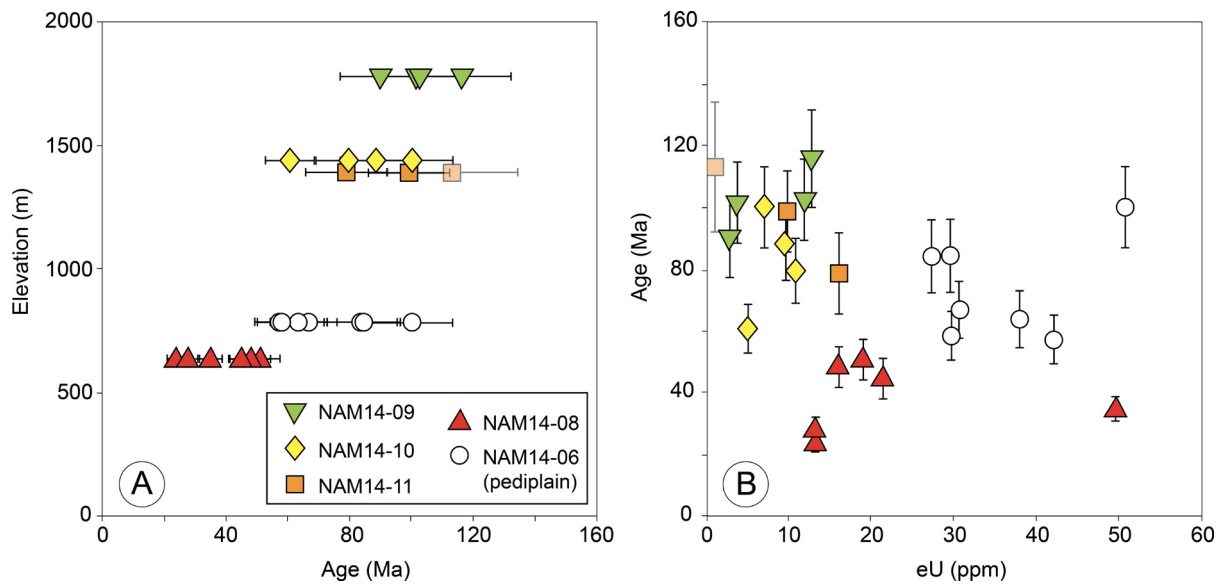 2000
1500
1000
500
0
Elevation (m)
0
40
80
120
160
Age (Ma)
A
NAM14-09
NAM14-10
NAM14-11
NAM14-08
NAM14-06
(pediplain)
160
120
80
40
0
Age (Ma)
0
10
20
30
40
50
60
eU (ppm)
B